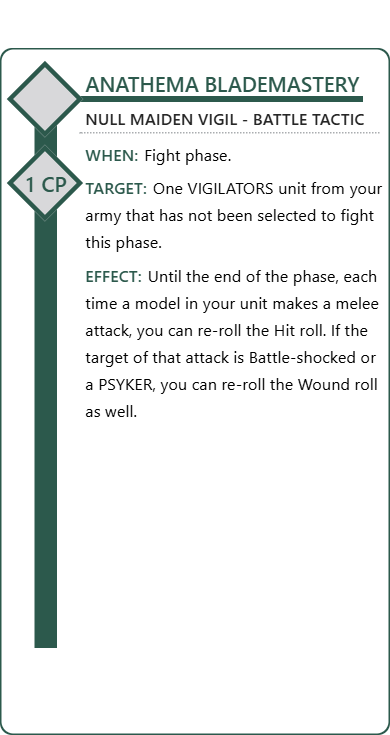 ANATHEMA BLADEMASTERY
NULL MAIDEN VIGIL - BATTLE TACTIC
WHEN: Fight phase.
1 CP
TARGET: One VIGILATORS unit from your
army that has not been selected to fight
this phase.
EFFECT: Until the end of the phase, each
time a model in your unit makes a melee
attack, you can re-roll the Hit roll. If the
target of that attack is Battle-shocked or
a PSYKER, you can re-roll the Wound roll
as well.